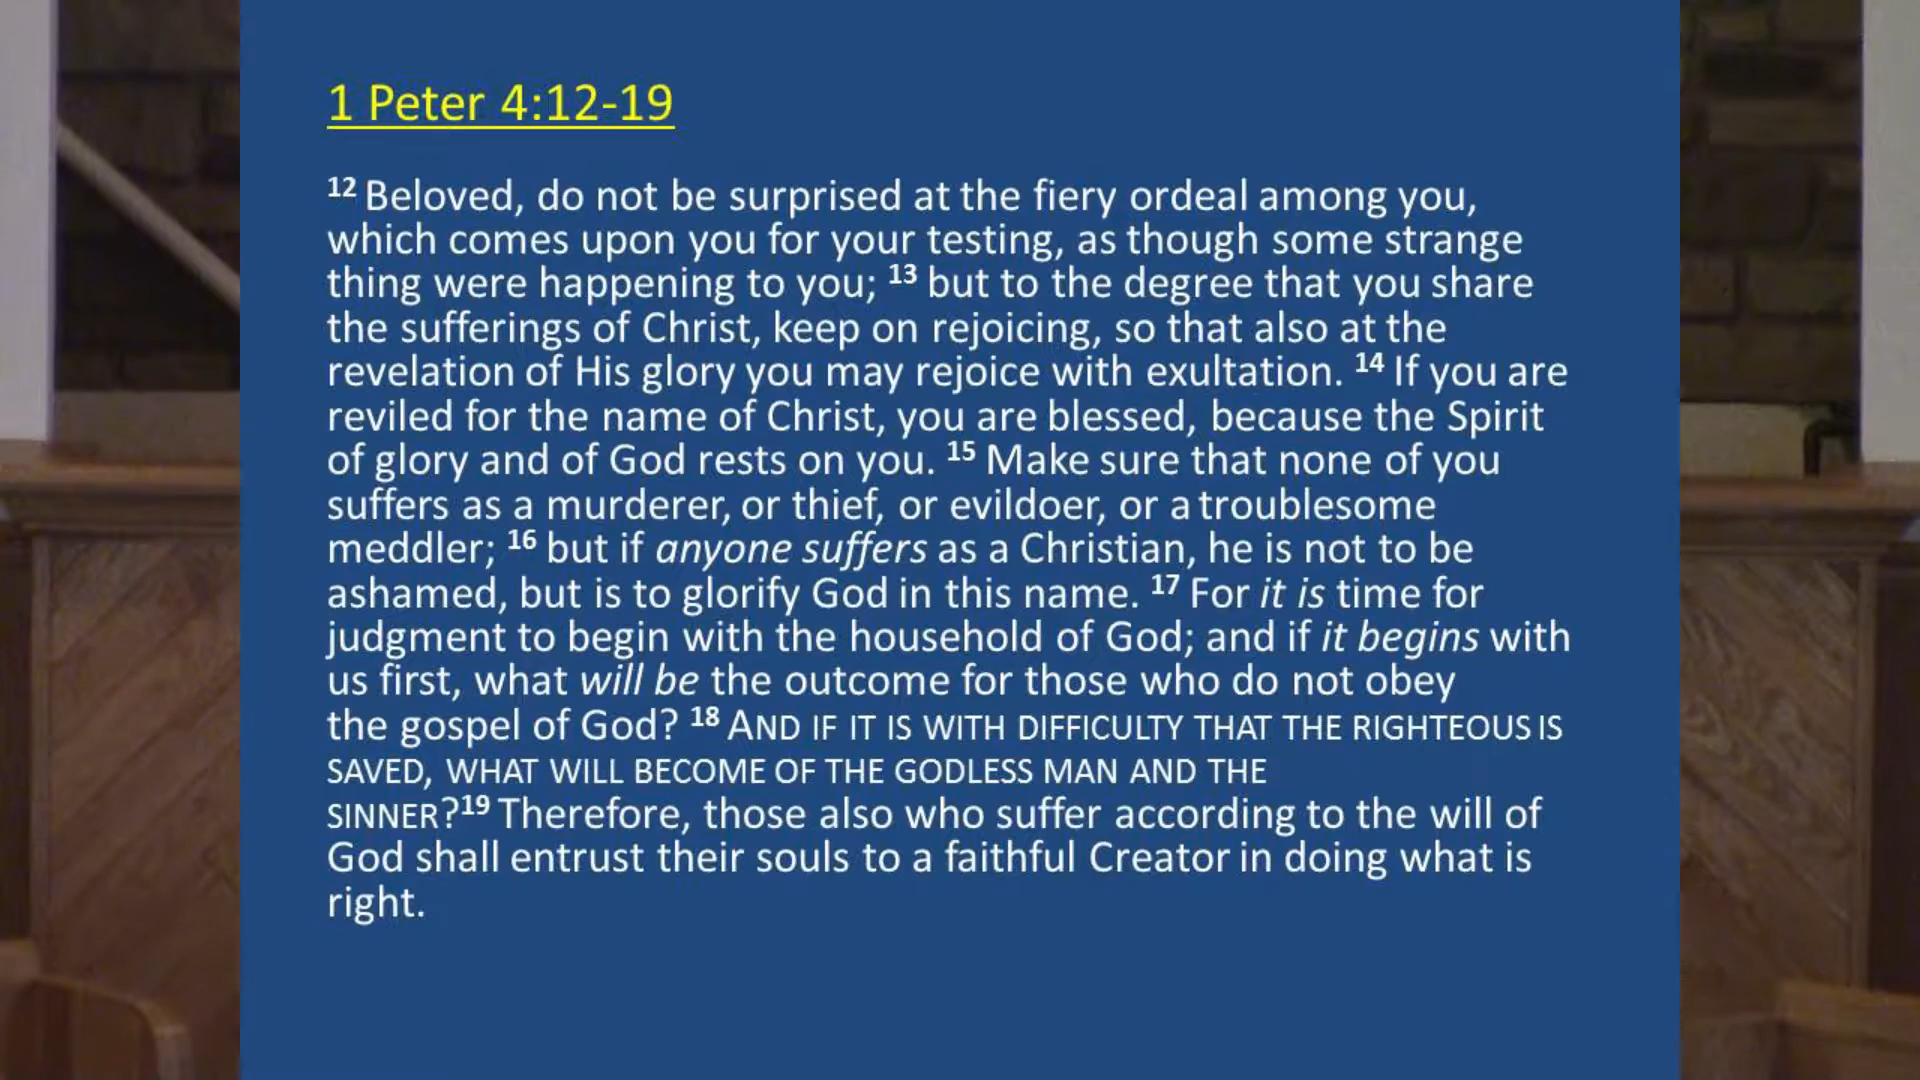 1 Peter 4:12-19
12 Beloved, do not be surprised at the fiery ordeal among you,
which comes upon you for your testing, as though some strange
thing were happening to you; 13 but to the degree that you share
the sufferings of Christ, keep on rejoicing, so that also at the
revelation of His glory you may rejoice with exultation. 14 If you are
reviled for the name of Christ, you are blessed, because the Spirit
of glory and of God rests on you. 15 Make sure that none of you
suffers as a murderer, or thief, or evildoer, or a troublesome
meddler; 16 but if anyone suffers as a Christian, he is not to be
ashamed, but is to glorify God in this name. 17 For it is time for
judgment to begin with the household of God; and if it begins with
us first, what will be the outcome for those who do not obey
the gospel of God? 18 AND IF IT IS WITH DIFFICULTY THAT THE RIGHTEOUS IS
SAVED, WHAT WILL BECOME OF THE GODLESS MAN AND THE
SINNER?19 Therefore, those also who suffer according to the will of
God shall entrust their souls to a faithful Creator in doing what is
right.